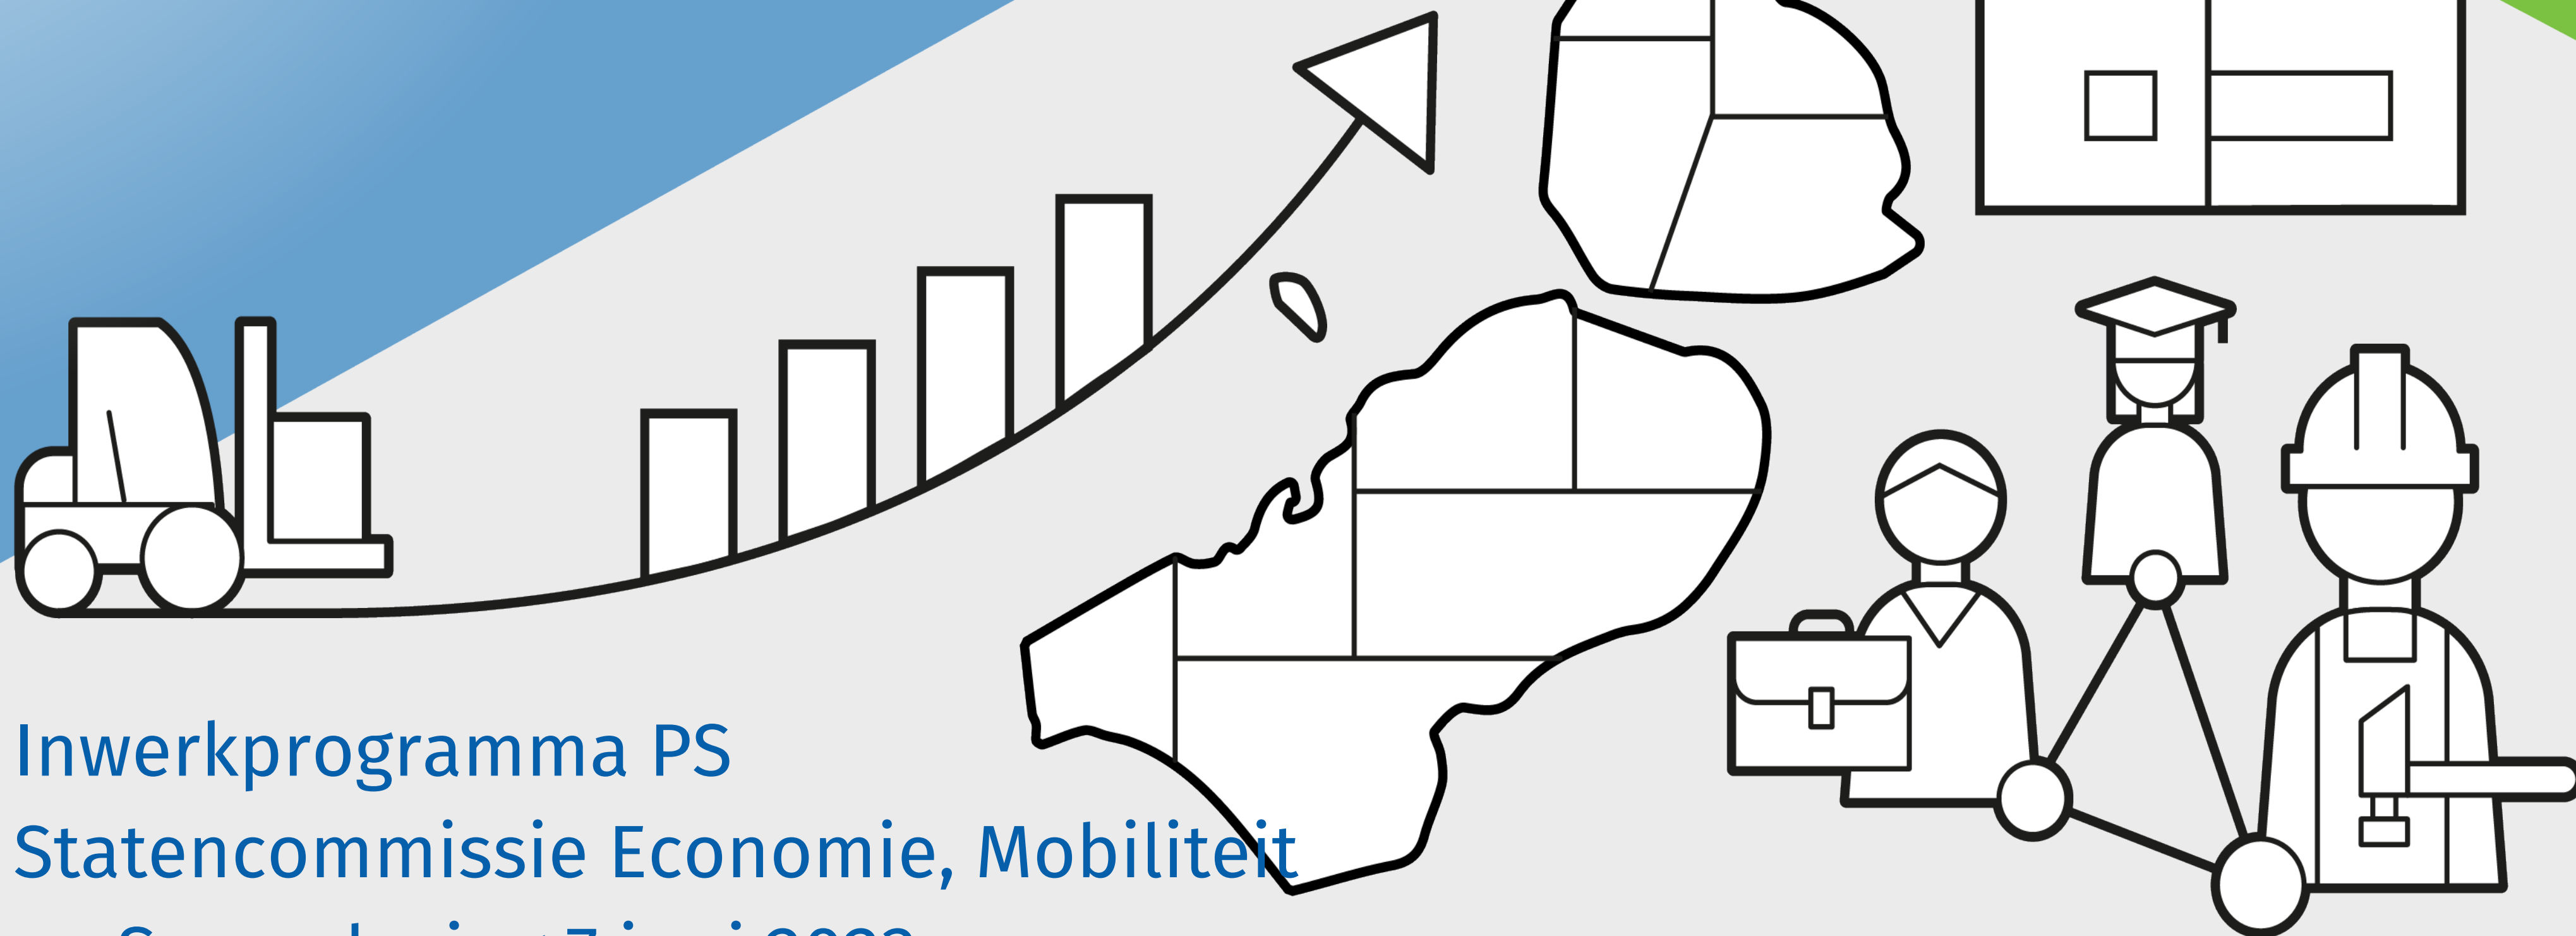 Inwerkprogramma PS
Statencommissie Economie, Mobiliteit